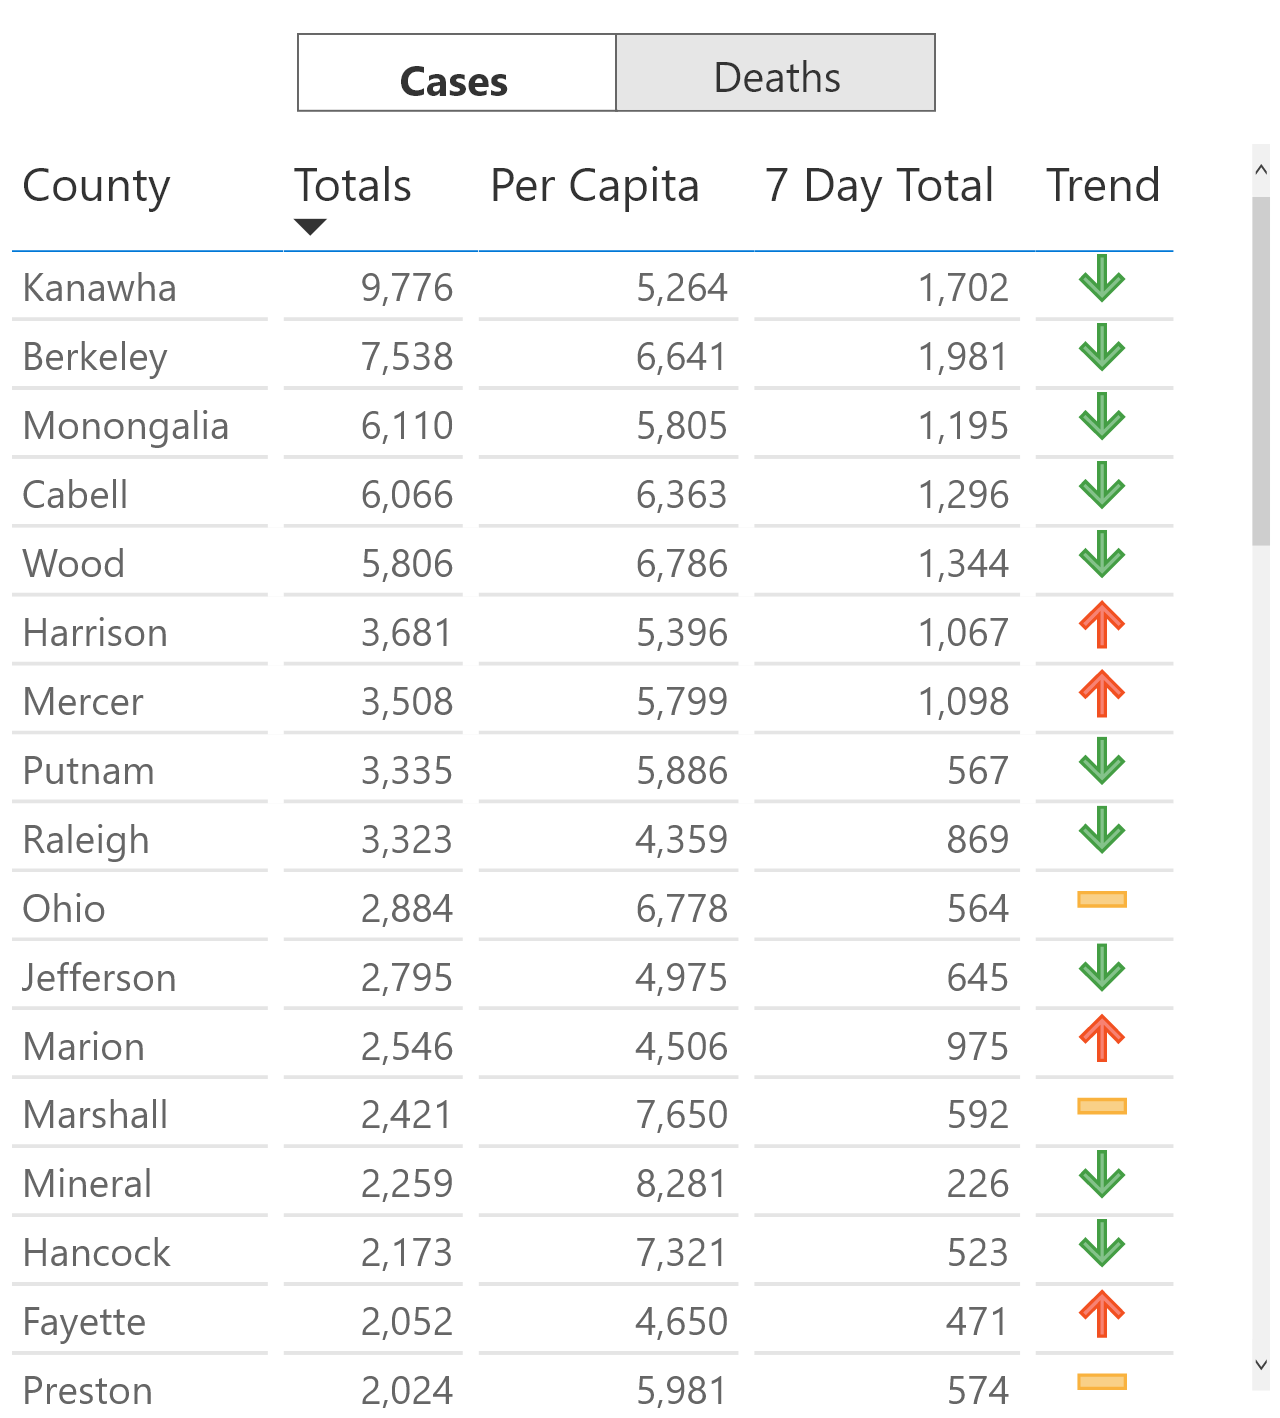 Cases Deaths
County Totals Per Capita 7 Day Total Trend
Kanawha 9,776 5,264 1,702
Berkeley 7,538 6,641 1,981
Monongalia 6,110 5,805 1,195
Cabell 6,066 6,363 1,296
Wood 5,806 6,786 1,344
Harrison 3,681 5,396 1,067
Mercer 3,508 5,799 1,098
Putnam 3,335 5,886 567
Raleigh 3,323 4,359 869
Ohio 2,884 6,778 564
Jefferson 2,795 4,975 645
Marion 2,546 4,506 975
Marshall 2,421 7,650 592
Mineral 2,259 8,281 226
Hancock 2,173 7,321 523
Fayette 2,052 4,650 471
Preston 2,024 5,981 574